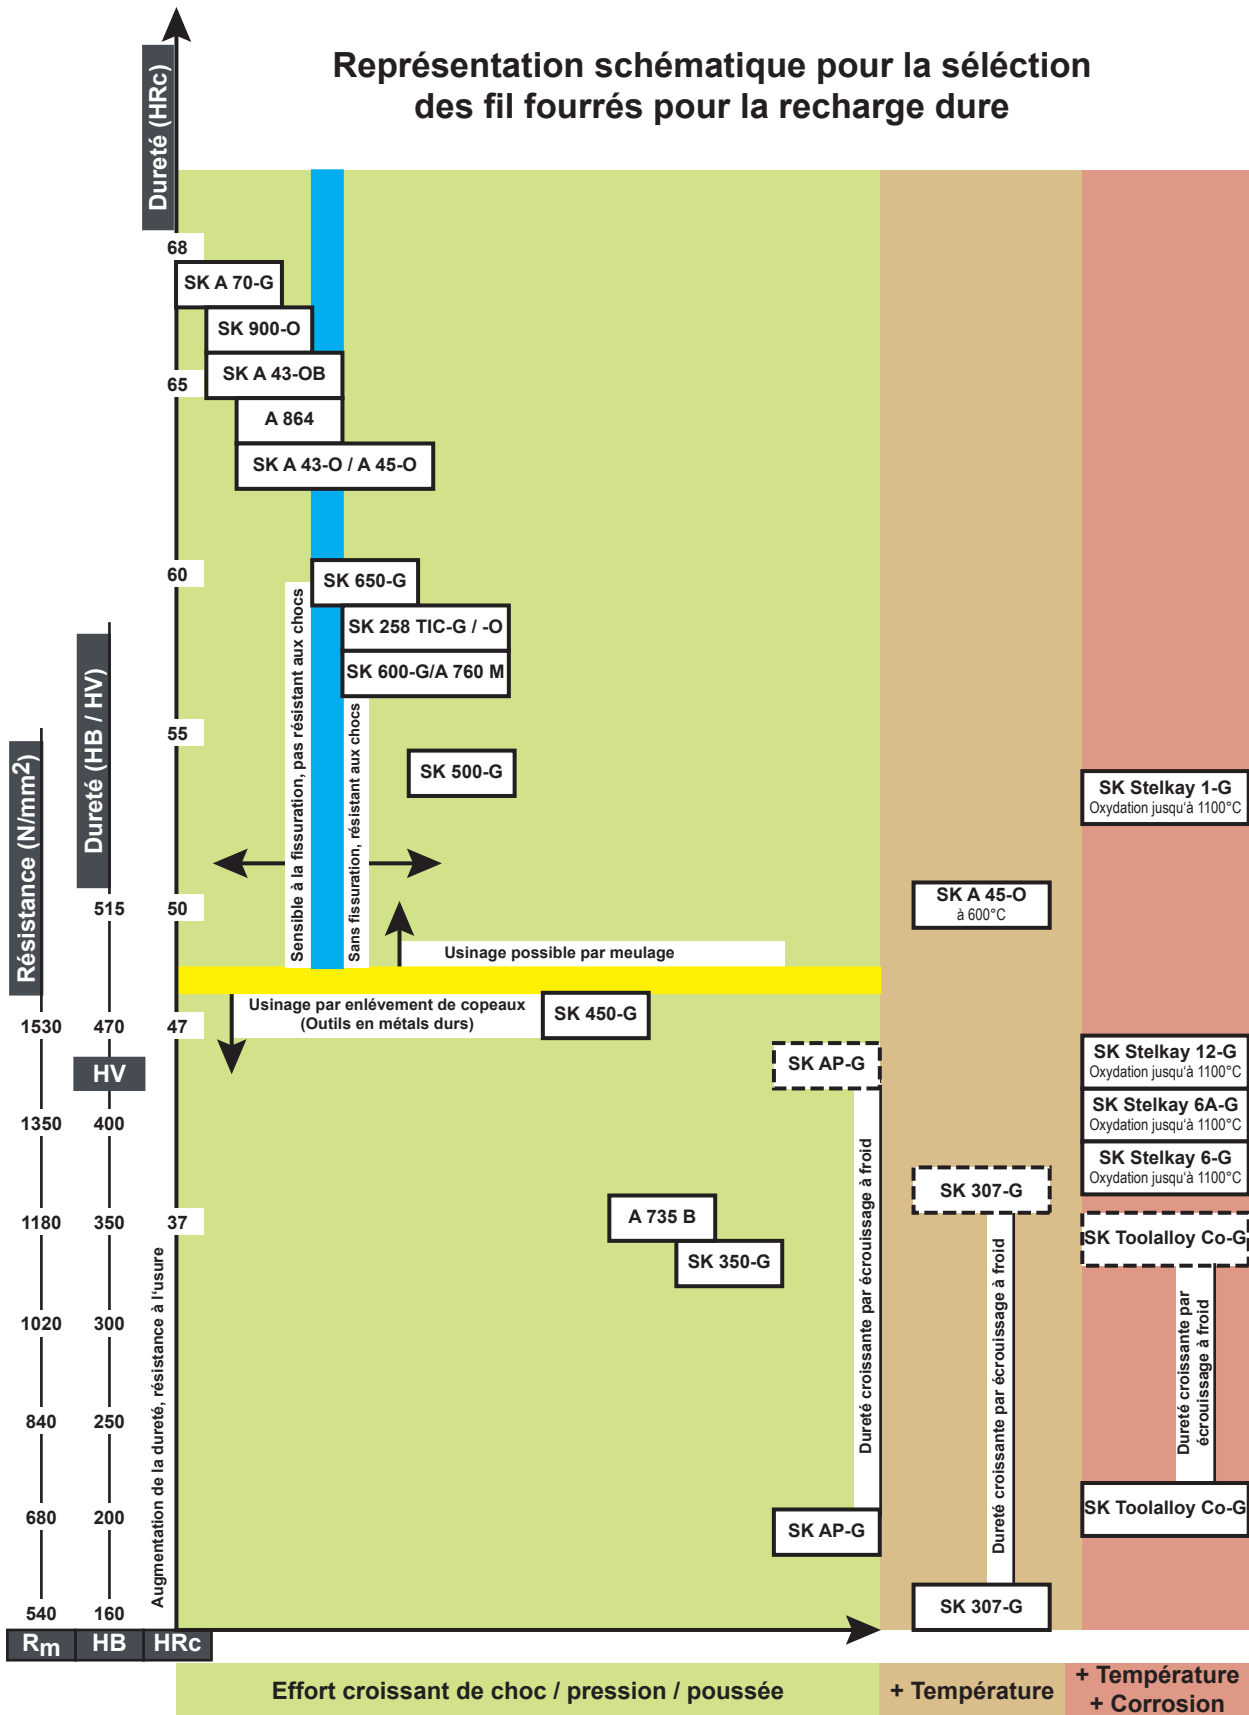 Représentation schématique pour la séléction
des fil fourrés pour la recharge dure
Dureté (HRc)
68
SK A 70-G
SK 900-O
65
SK A 43-OB
A 864
SK A 43-O / A 45-O
60
SK 650-G
SK 258 TIC-G / -O
SK 600-G/A 760 M
Sensible à la fissuration, pas résistant aux chocs
Sans fissuration, résistant aux chocs
Dureté (HB / HV)
Résistance (N/mm2)
55
SK 500-G
SK Stelkay 1-G
Oxydation jusqu'à 1100°C
515
50
SK A 45-O
à 600°C
Usinage possible par meulage
Usinage par enlévement de copeaux
(Outils en métals durs)
SK 450-G
1530
470
47
HV
SK AP-G
SK Stelkay 12-G
Oxydation jusqu'à 1100°C
SK Stelkay 6A-G
Oxydation jusqu'à 1100°C
1350
400
SK Stelkay 6-G
Oxydation jusqu'à 1100°C
SK 307-G
1180
350
37
A 735 B
SK 350-G
SK Toolalloy Co-G
Augmentation de la dureté, résistance à l'usure
Dureté croissante par écrouissage à froid
Dureté croissante par écrouissage à froid
Dureté croissante par
écrouissage à froid
1020
300
840
250
680
200
SK AP-G
SK Toolalloy Co-G
540
160
SK 307-G
Rm
HB
HRc
Effort croissant de choc / pression / poussée
+ Température
+ Température
+ Corrosion